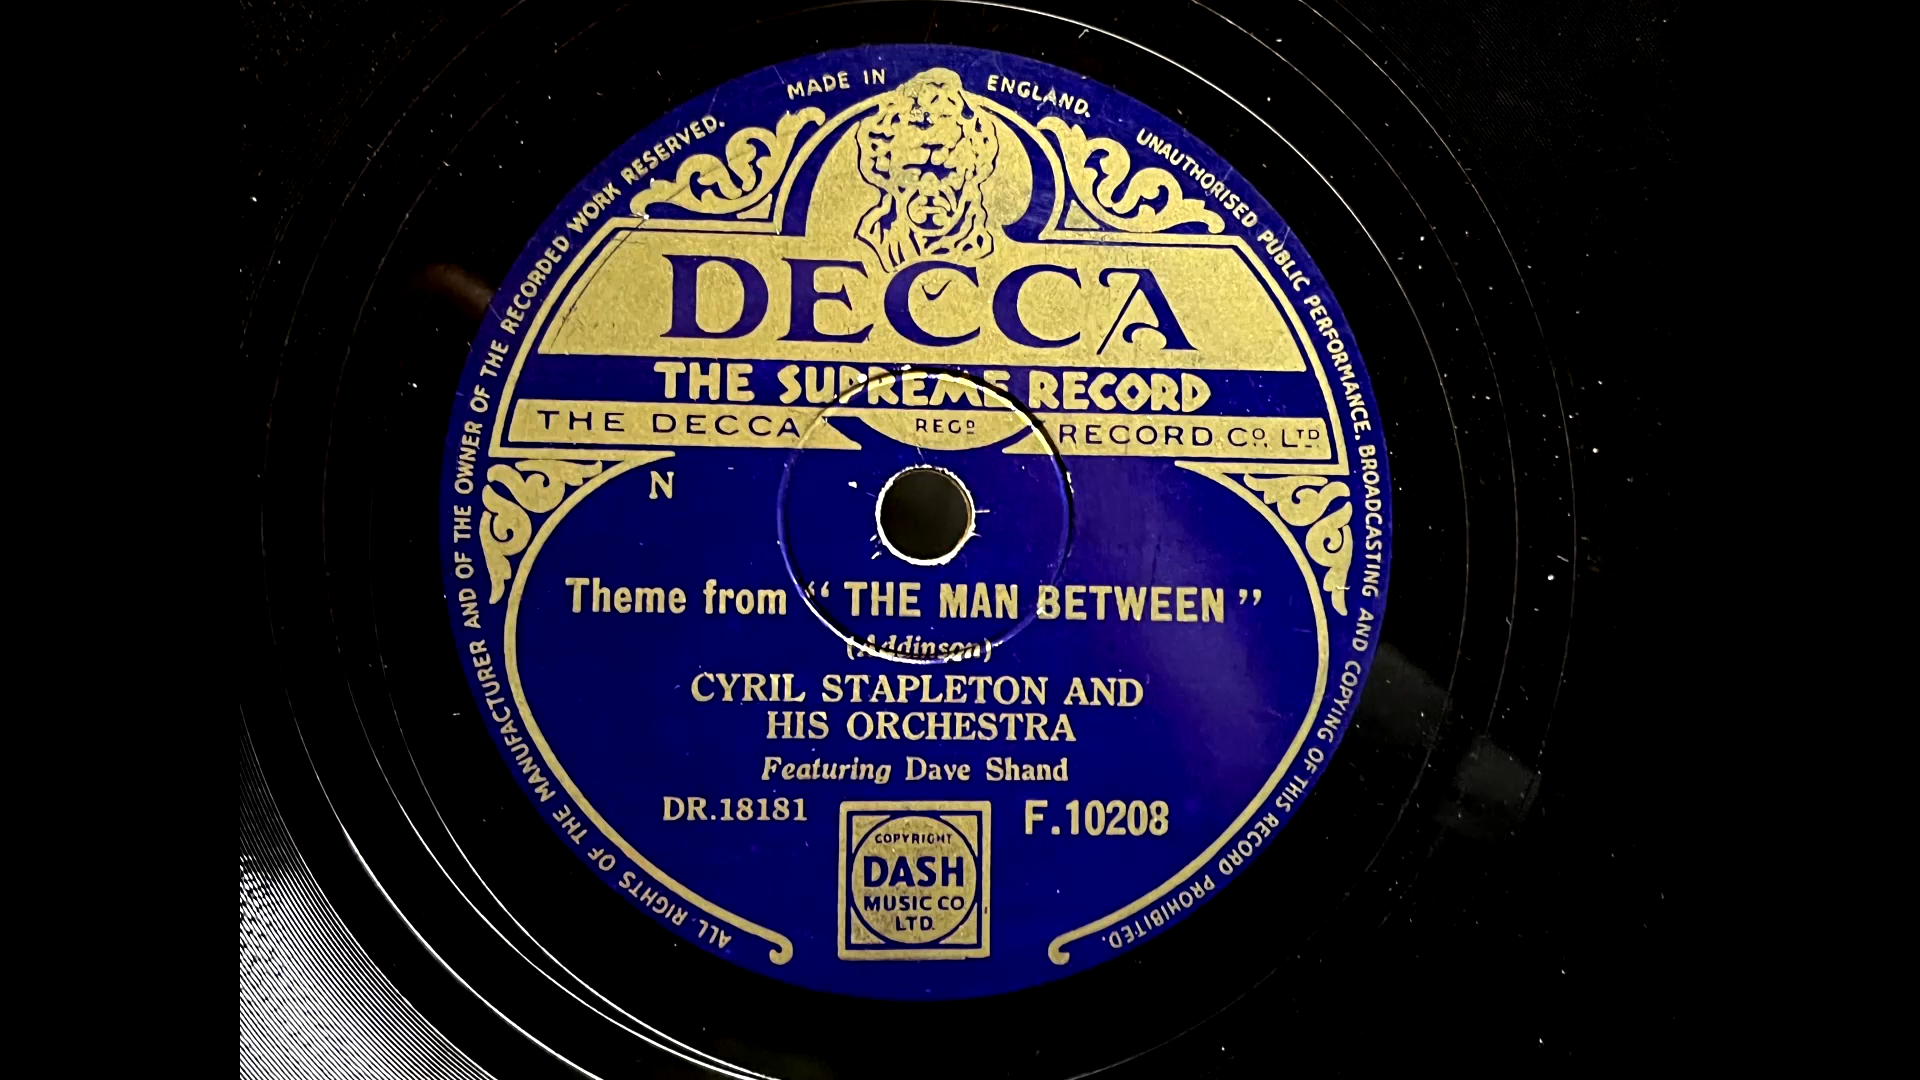 ALL RIGHTS OF THE MANUFACTURER AND OF THE OWNER OF THE RECORDED WORK RESERVED.
MADE IN ENGLAND.
UNAUTHORISED PUBLIC PERFORMANCE, BROADCASTING AND COPYING OF THIS RECORD PROHIBITED.
DECCA
THE SUPREME RECORD
THE DECCA REGD RECORD CO. LTD
N
Theme from “ THE MAN BETWEEN ”
(Addinson)
CYRIL STAPLETON AND
HIS ORCHESTRA
Featuring Dave Shand
DR.18181 F.10208
COPYRIGHT
DASH
MUSIC CO
LTD.